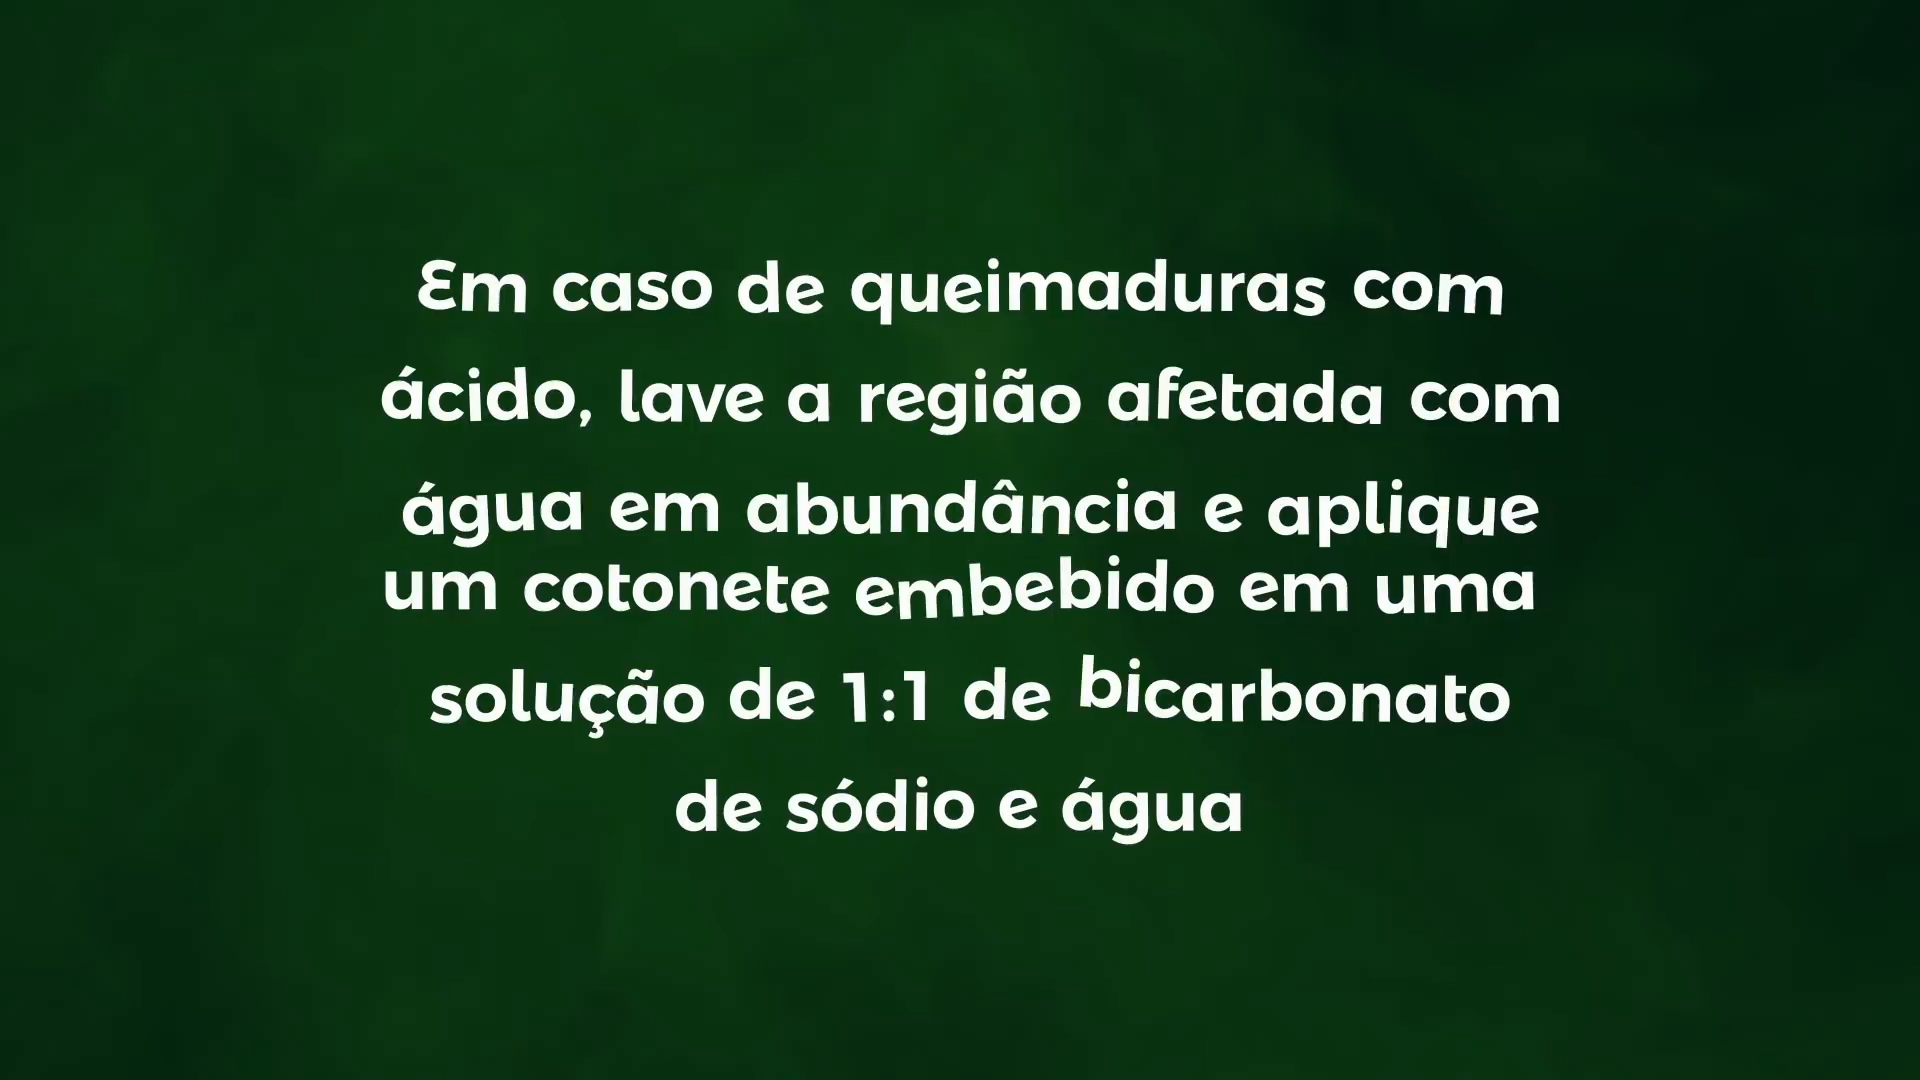 Em caso de queimaduras com
ácido, lave a região afetada com
água em abundância e aplique
um cotonete embebido em uma
solução de 1:1 de bicarbonato
de sódio e água